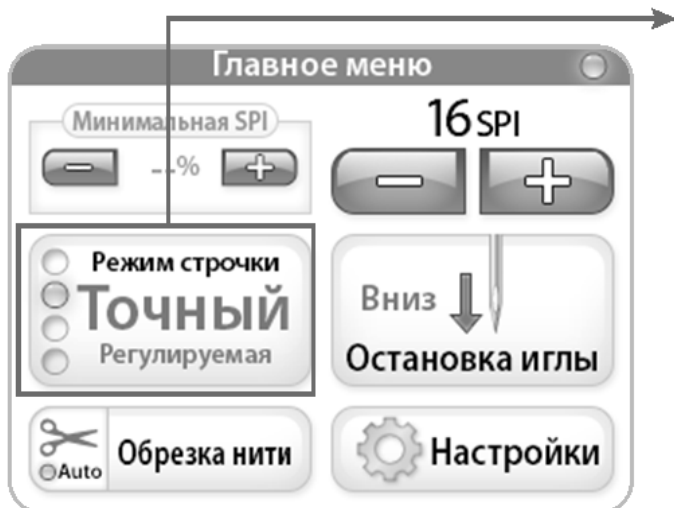 Главное меню
Минимальная SPI
--%
16 SPI
Режим строчки
Точный
Регулируемая
Вниз
Остановка иглы
Auto
Обрезка нити
Настройки